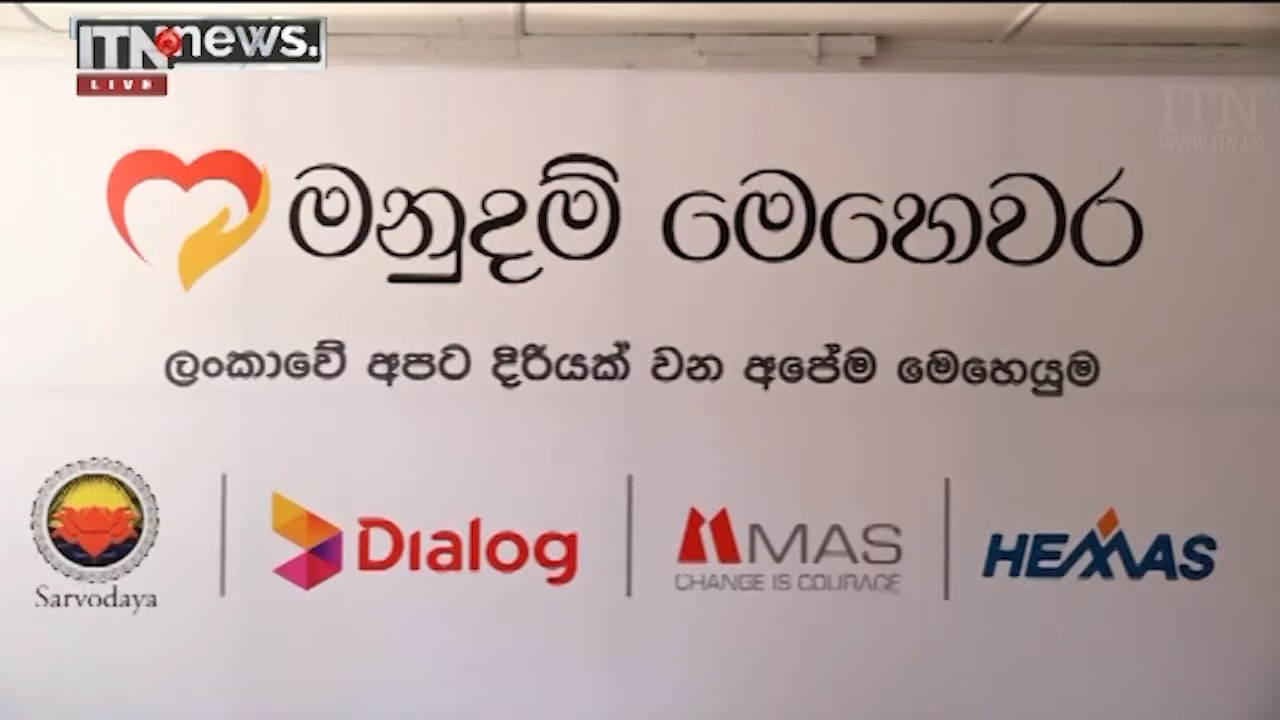 ITN news.
LIVE
ITN
WWW.ITN.LK
මනුදම් මෙහෙවර
ලංකාවේ අපට දිරියක් වන අපේම මෙහෙයුම
Sarvodaya
Dialog
MAS
CHANGE IS COURAGE
HEMAS